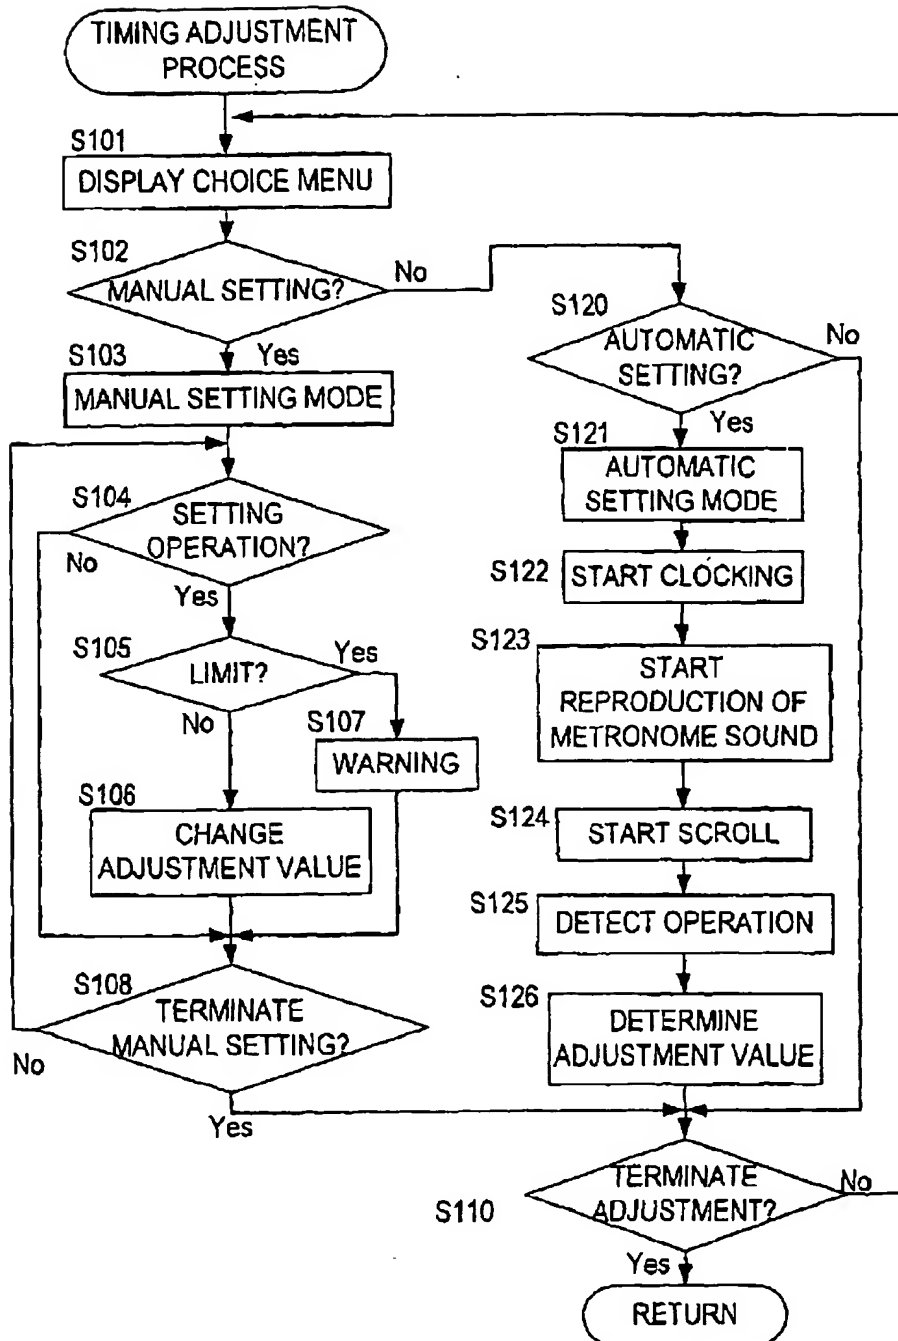 TIMING ADJUSTMENT
PROCESS
S101
DISPLAY CHOICE MENU
S102
MANUAL SETTING?
No
Yes
S103
MANUAL SETTING MODE
S104
SETTING
OPERATION?
No
Yes
S105
LIMIT?
Yes
No
S107
WARNING
S106
CHANGE
ADJUSTMENT VALUE
S108
TERMINATE
MANUAL SETTING?
No
Yes
S120
AUTOMATIC
SETTING?
No
Yes
S121
AUTOMATIC
SETTING MODE
S122
START CLOCKING
S123
START
REPRODUCTION OF
METRONOME SOUND
S124
START SCROLL
S125
DETECT OPERATION
S126
DETERMINE
ADJUSTMENT VALUE
S110
TERMINATE
ADJUSTMENT?
No
Yes
RETURN